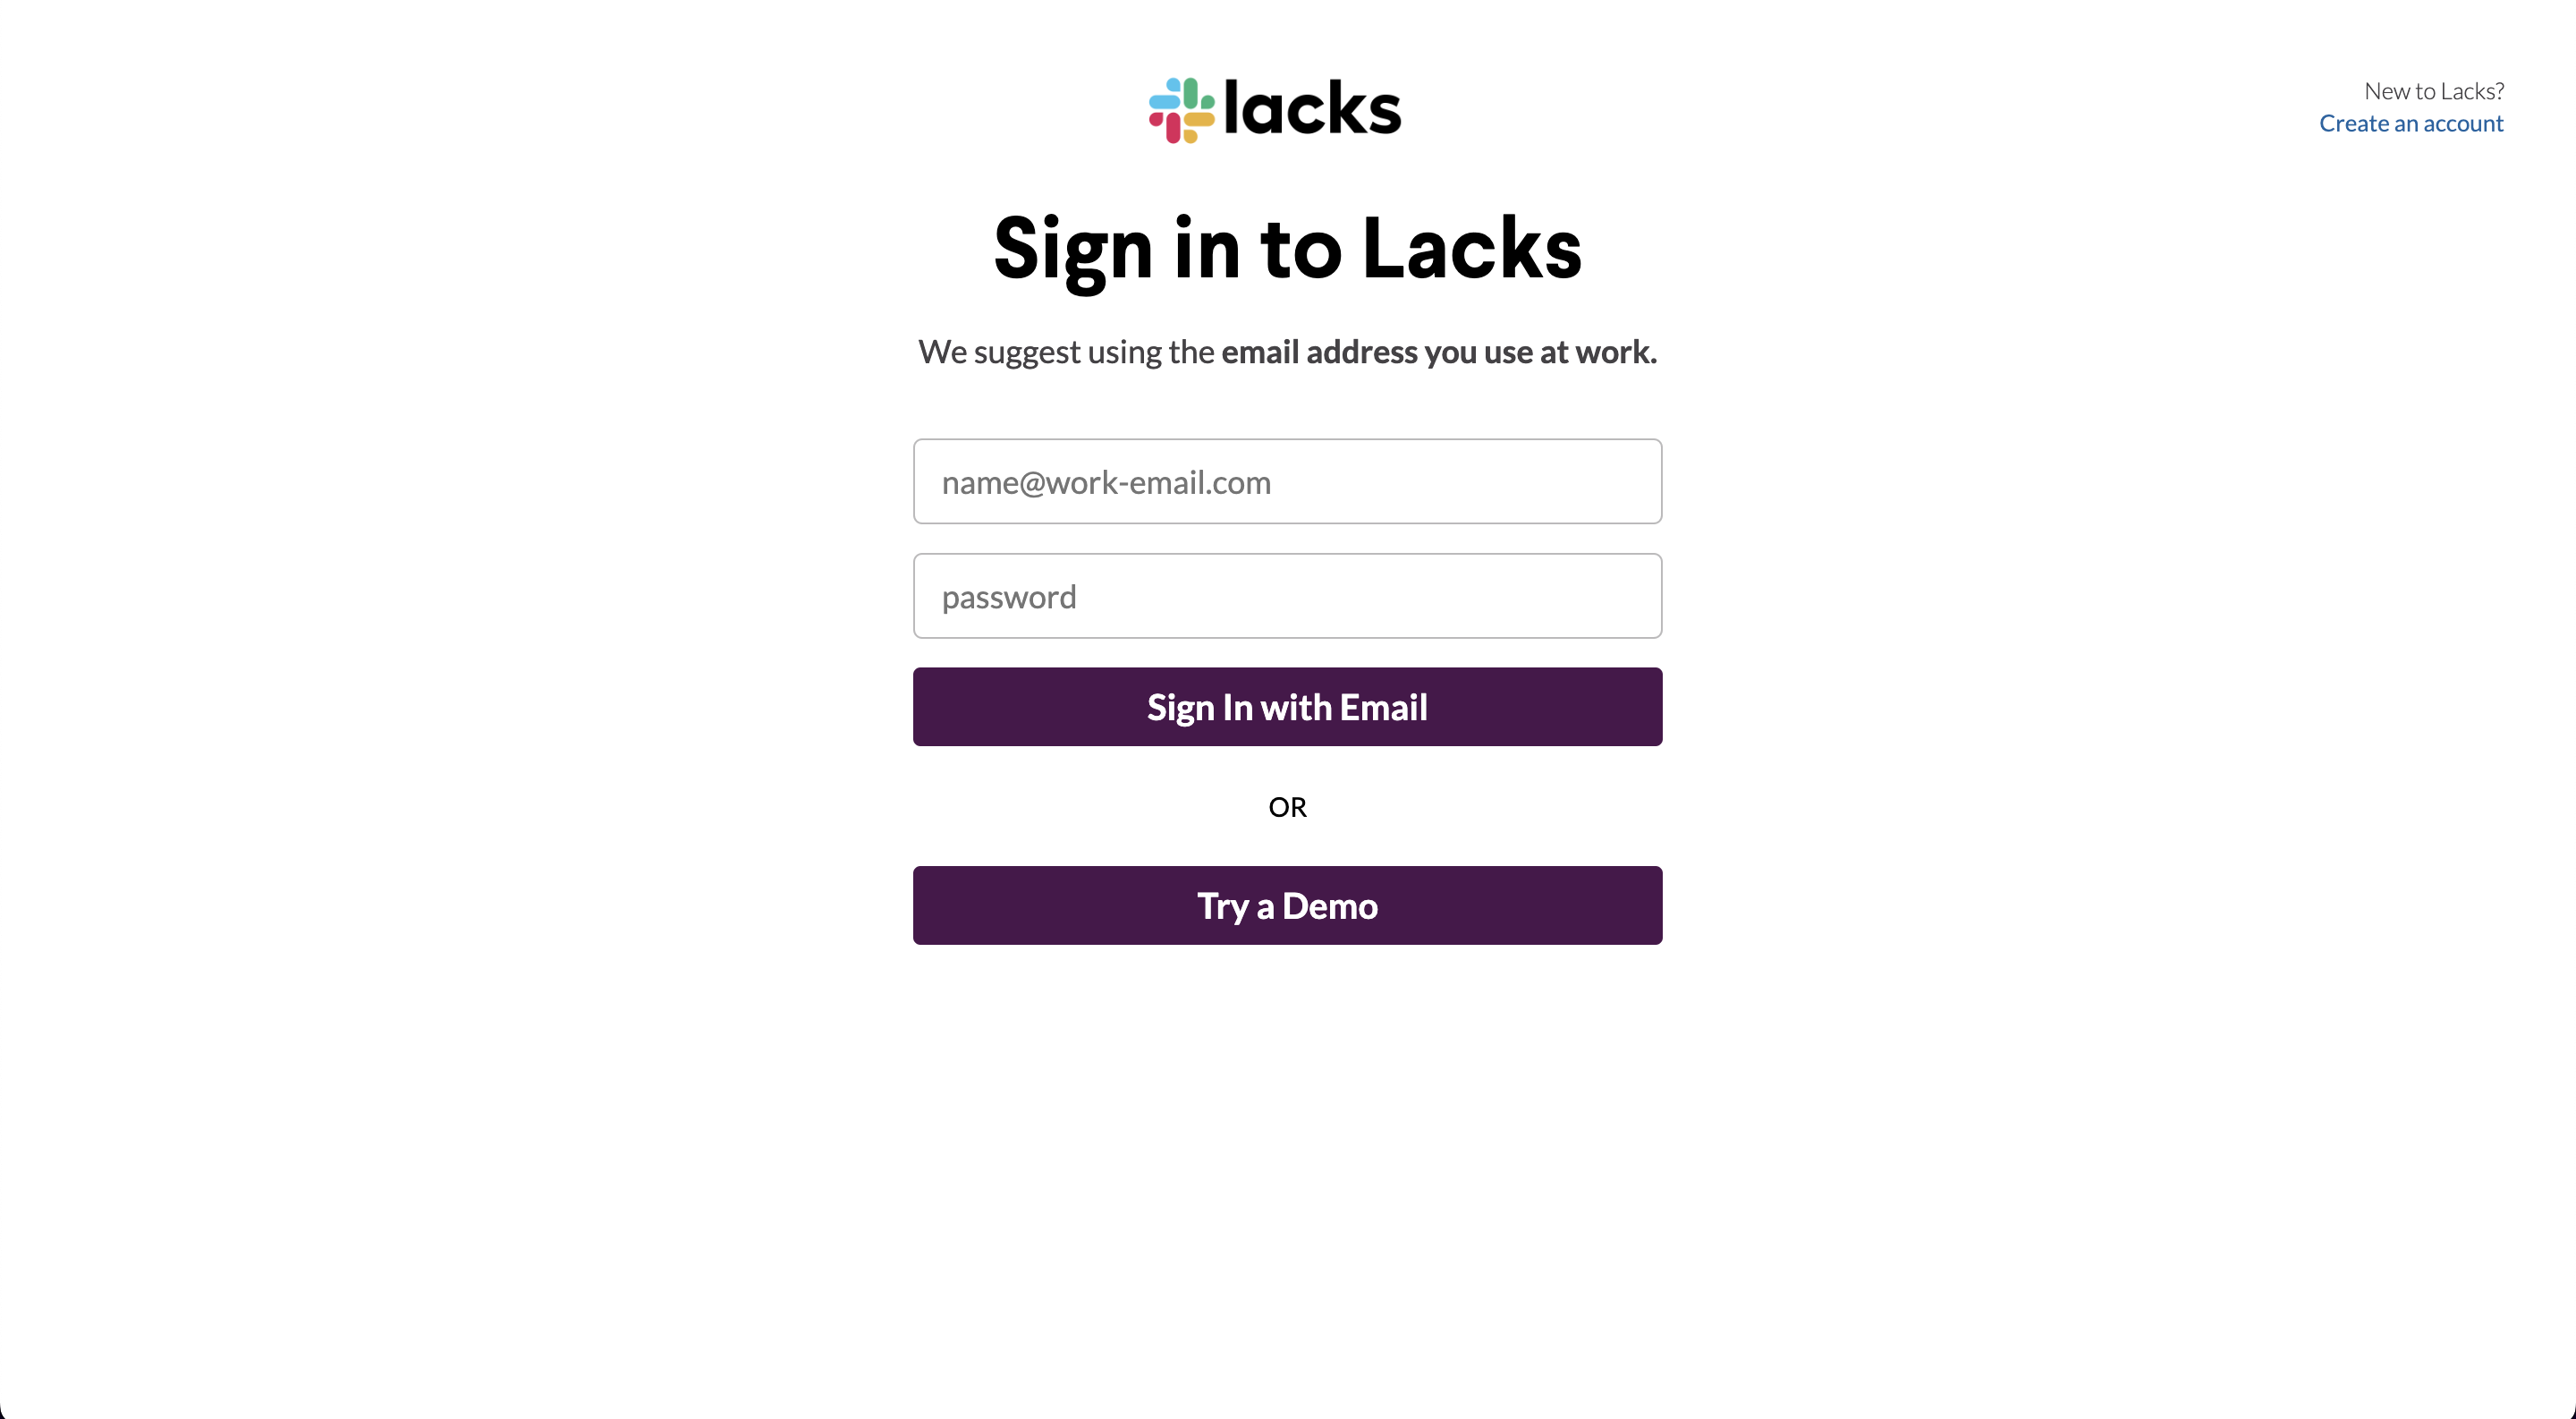 lacks
New to Lacks?
Create an account
Sign in to Lacks
We suggest using the email address you use at work.
name@work-email.com
password
Sign In with Email
OR
Try a Demo